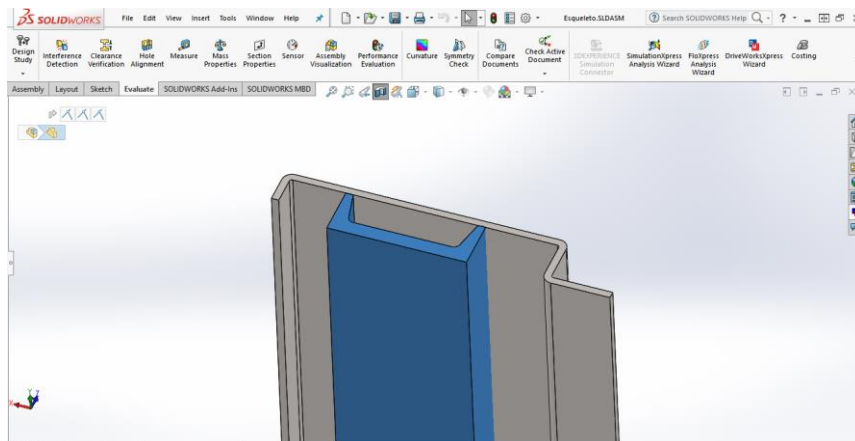 SOLIDWORKS File Edit View Insert Tools Window Help Esqueleto.SLDASM Search SOLIDWORKS Help
Design Study
Interference Detection
Clearance Verification
Hole Alignment
Measure
Mass Properties
Section Properties
Sensor
Assembly Visualization
Performance Evaluation
Curvature
Symmetry Check
Compare Documents
Check Active Document
3DEXPERIENCE Simulation Connector
SimulationXpress Analysis Wizard
FloXpress Analysis Wizard
DriveWorksXpress Wizard
Costing
Assembly Layout Sketch Evaluate SOLIDWORKS Add-Ins SOLIDWORKS MBD